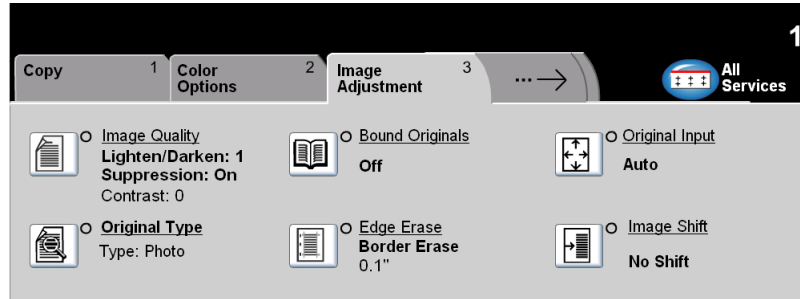 1
Copy 1
Color Options 2
Image Adjustment 3
All Services
Image Quality
Lighten/Darken: 1
Suppression: On
Contrast: 0
Bound Originals
Off
Original Input
Auto
Original Type
Type: Photo
Edge Erase
Border Erase
0.1"
Image Shift
No Shift